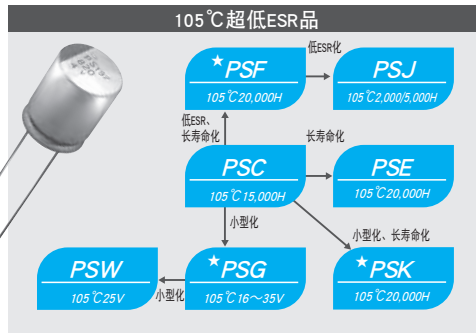 105℃超低ESR品
低ESR化
★PSF
105℃20,000H
PSJ
105℃2,000/5,000H
低ESR、
长寿命化
长寿命化
PSC
105℃15,000H
PSE
105℃20,000H
小型化
小型化、长寿命化
PSW
105℃25V
小型化
★PSG
105℃16～35V
★PSK
105℃20,000H